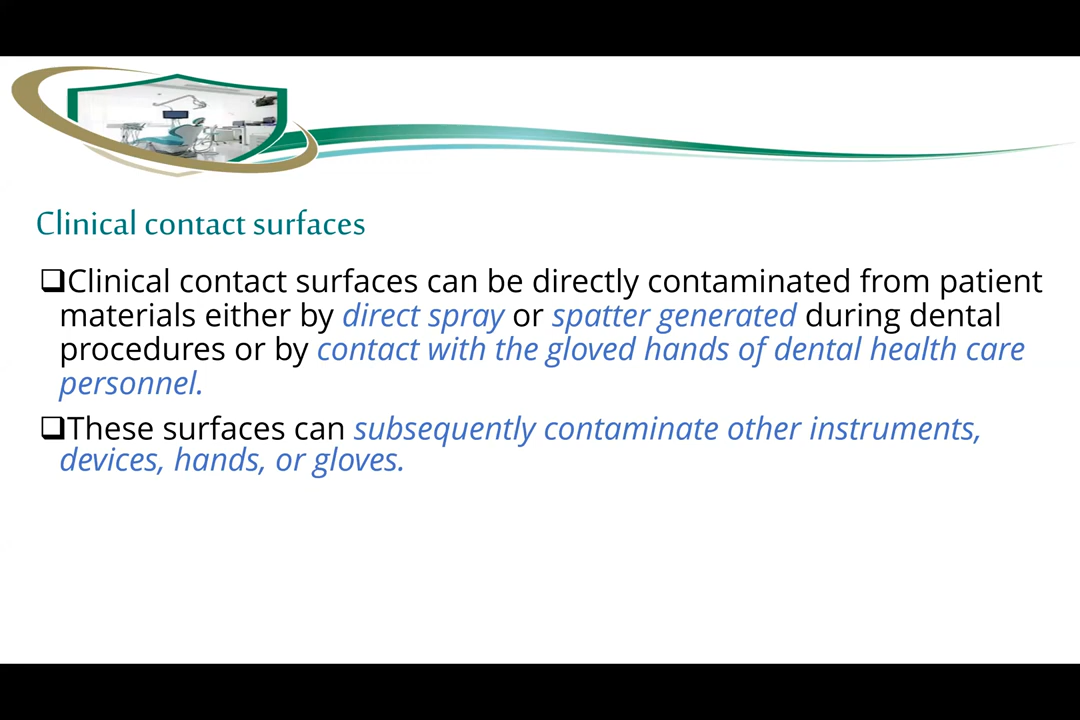 Clinical contact surfaces
❑Clinical contact surfaces can be directly contaminated from patient
materials either by direct spray or spatter generated during dental
procedures or by contact with the gloved hands of dental health care
personnel.
❑These surfaces can subsequently contaminate other instruments,
devices, hands, or gloves.